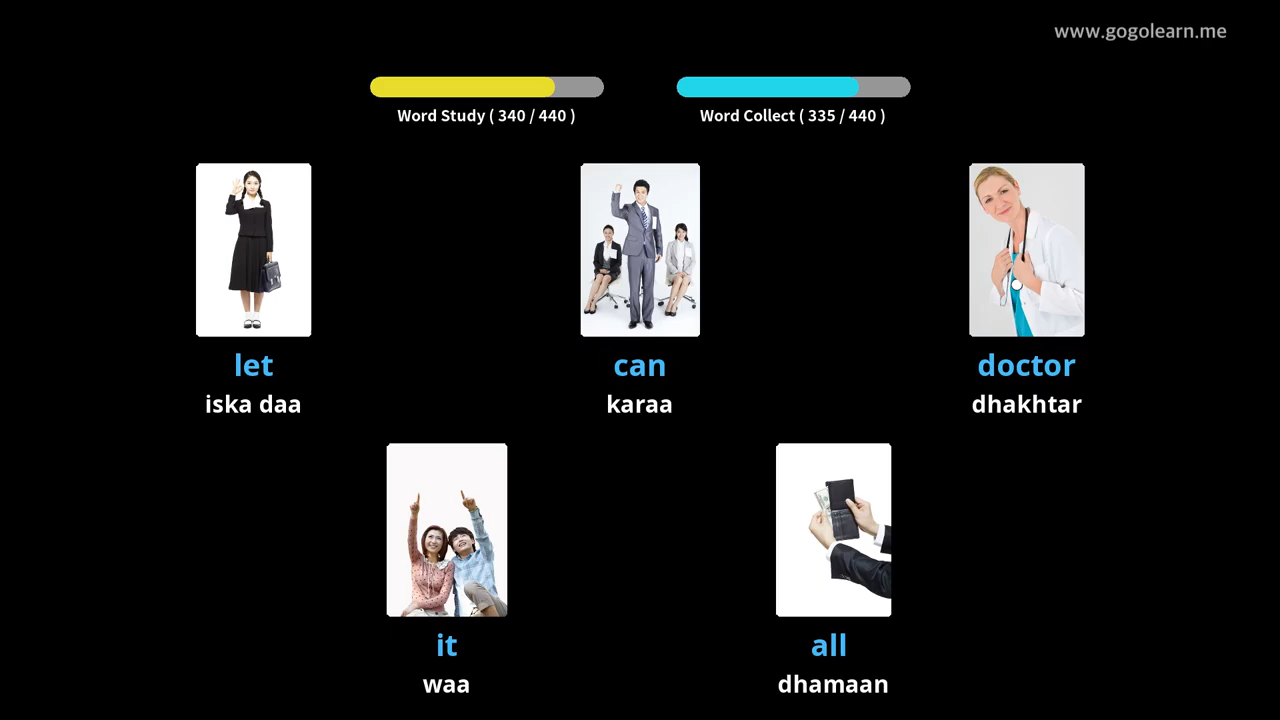 www.gogolearn.me
Word Study ( 340 / 440 )
Word Collect ( 335 / 440 )
let
iska daa
can
karaa
doctor
dhakhtar
it
waa
all
dhamaan